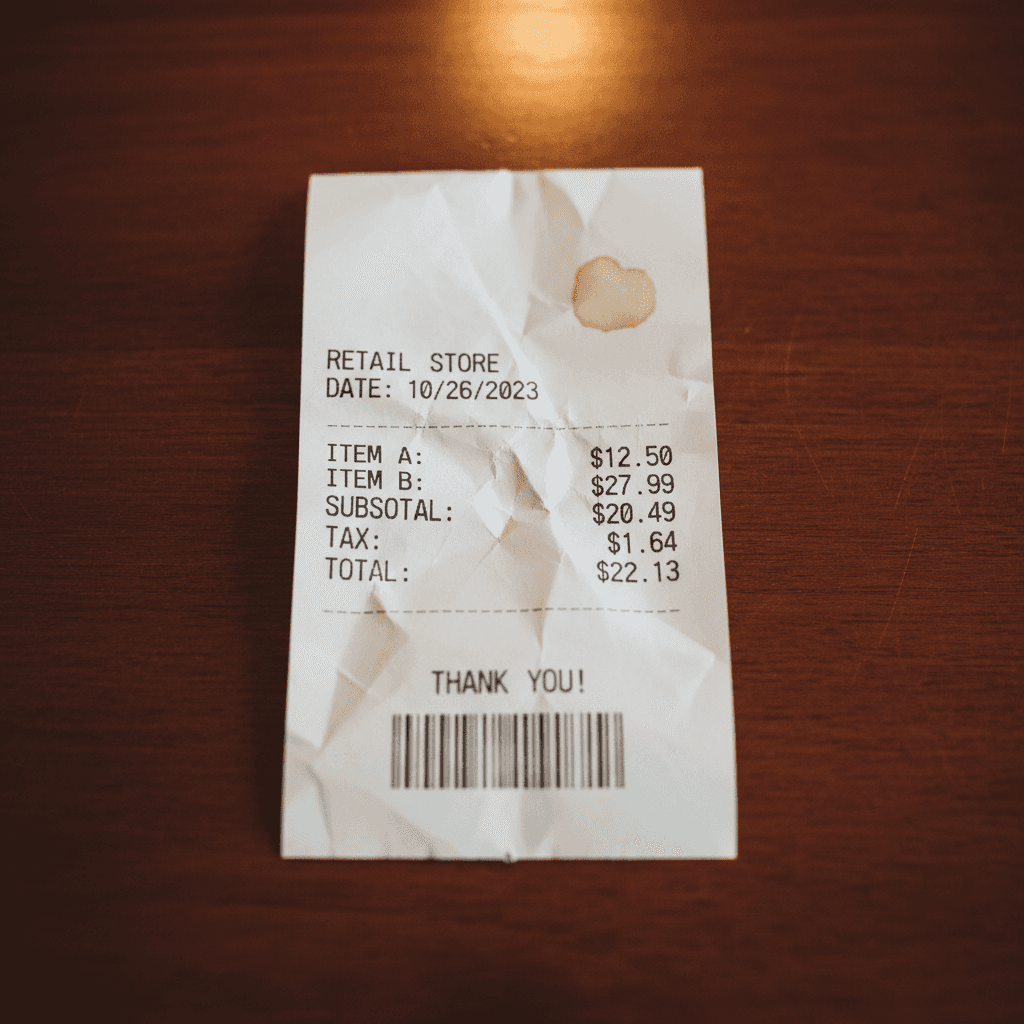 RETAIL STORE
DATE: 10/26/2023
ITEM A: $12.50
ITEM B: $27.99
SUBSOTAL: $20.49
TAX: $1.64
TOTAL: $22.13
THANK YOU!